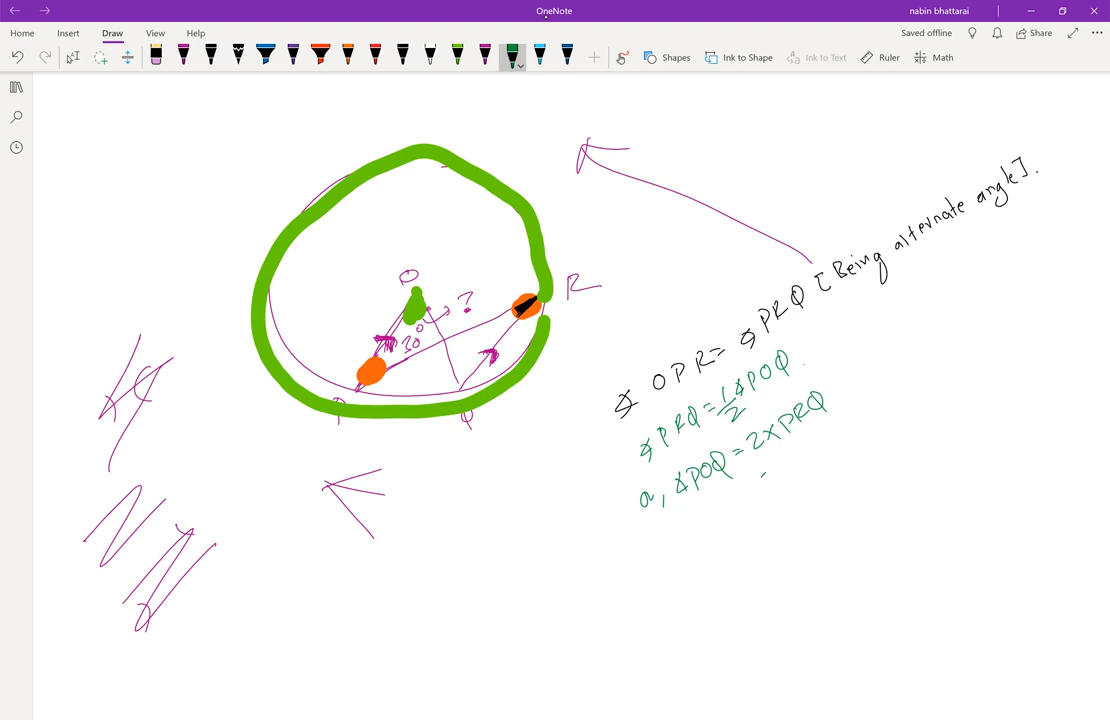 OneNote
nabin bhattarai
Home Insert Draw View Help
Saved offline
Share
Shapes
Ink to Shape
Ink to Text
Ruler
Math
O
?
R
30°
P
Q
∡OPR = ∡PRQ [Being alternate angle].
∡PRQ = 1/2 ∡POQ.
or, ∡POQ = 2×PRQ